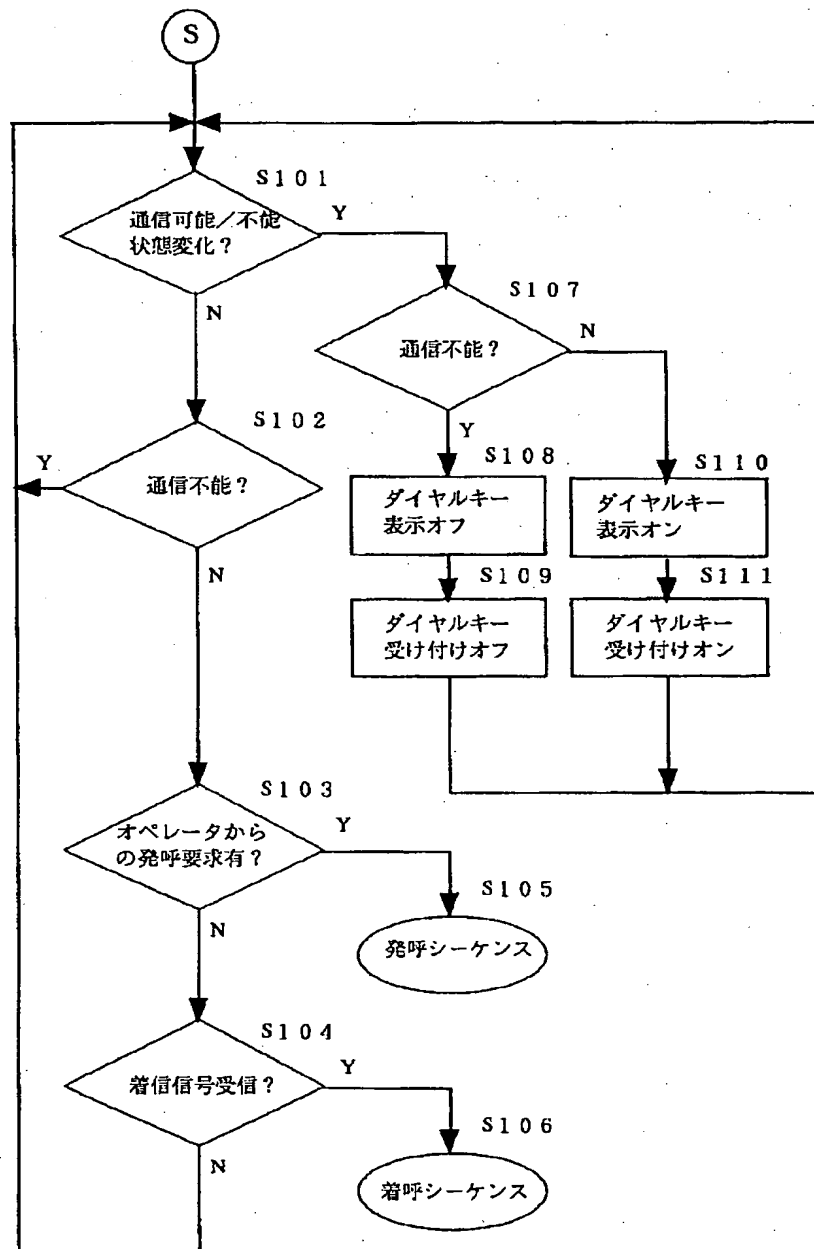 S
S101
通信可能/不能
状態変化?
Y
N
S107
通信不能?
N
Y
S102
通信不能?
Y
N
S108
ダイヤルキー
表示オフ
S110
ダイヤルキー
表示オン
S109
ダイヤルキー
受け付けオフ
S111
ダイヤルキー
受け付けオン
S103
オペレータから
の発呼要求有?
Y
N
S105
発呼シーケンス
S104
着信信号受信?
Y
N
S106
着呼シーケンス